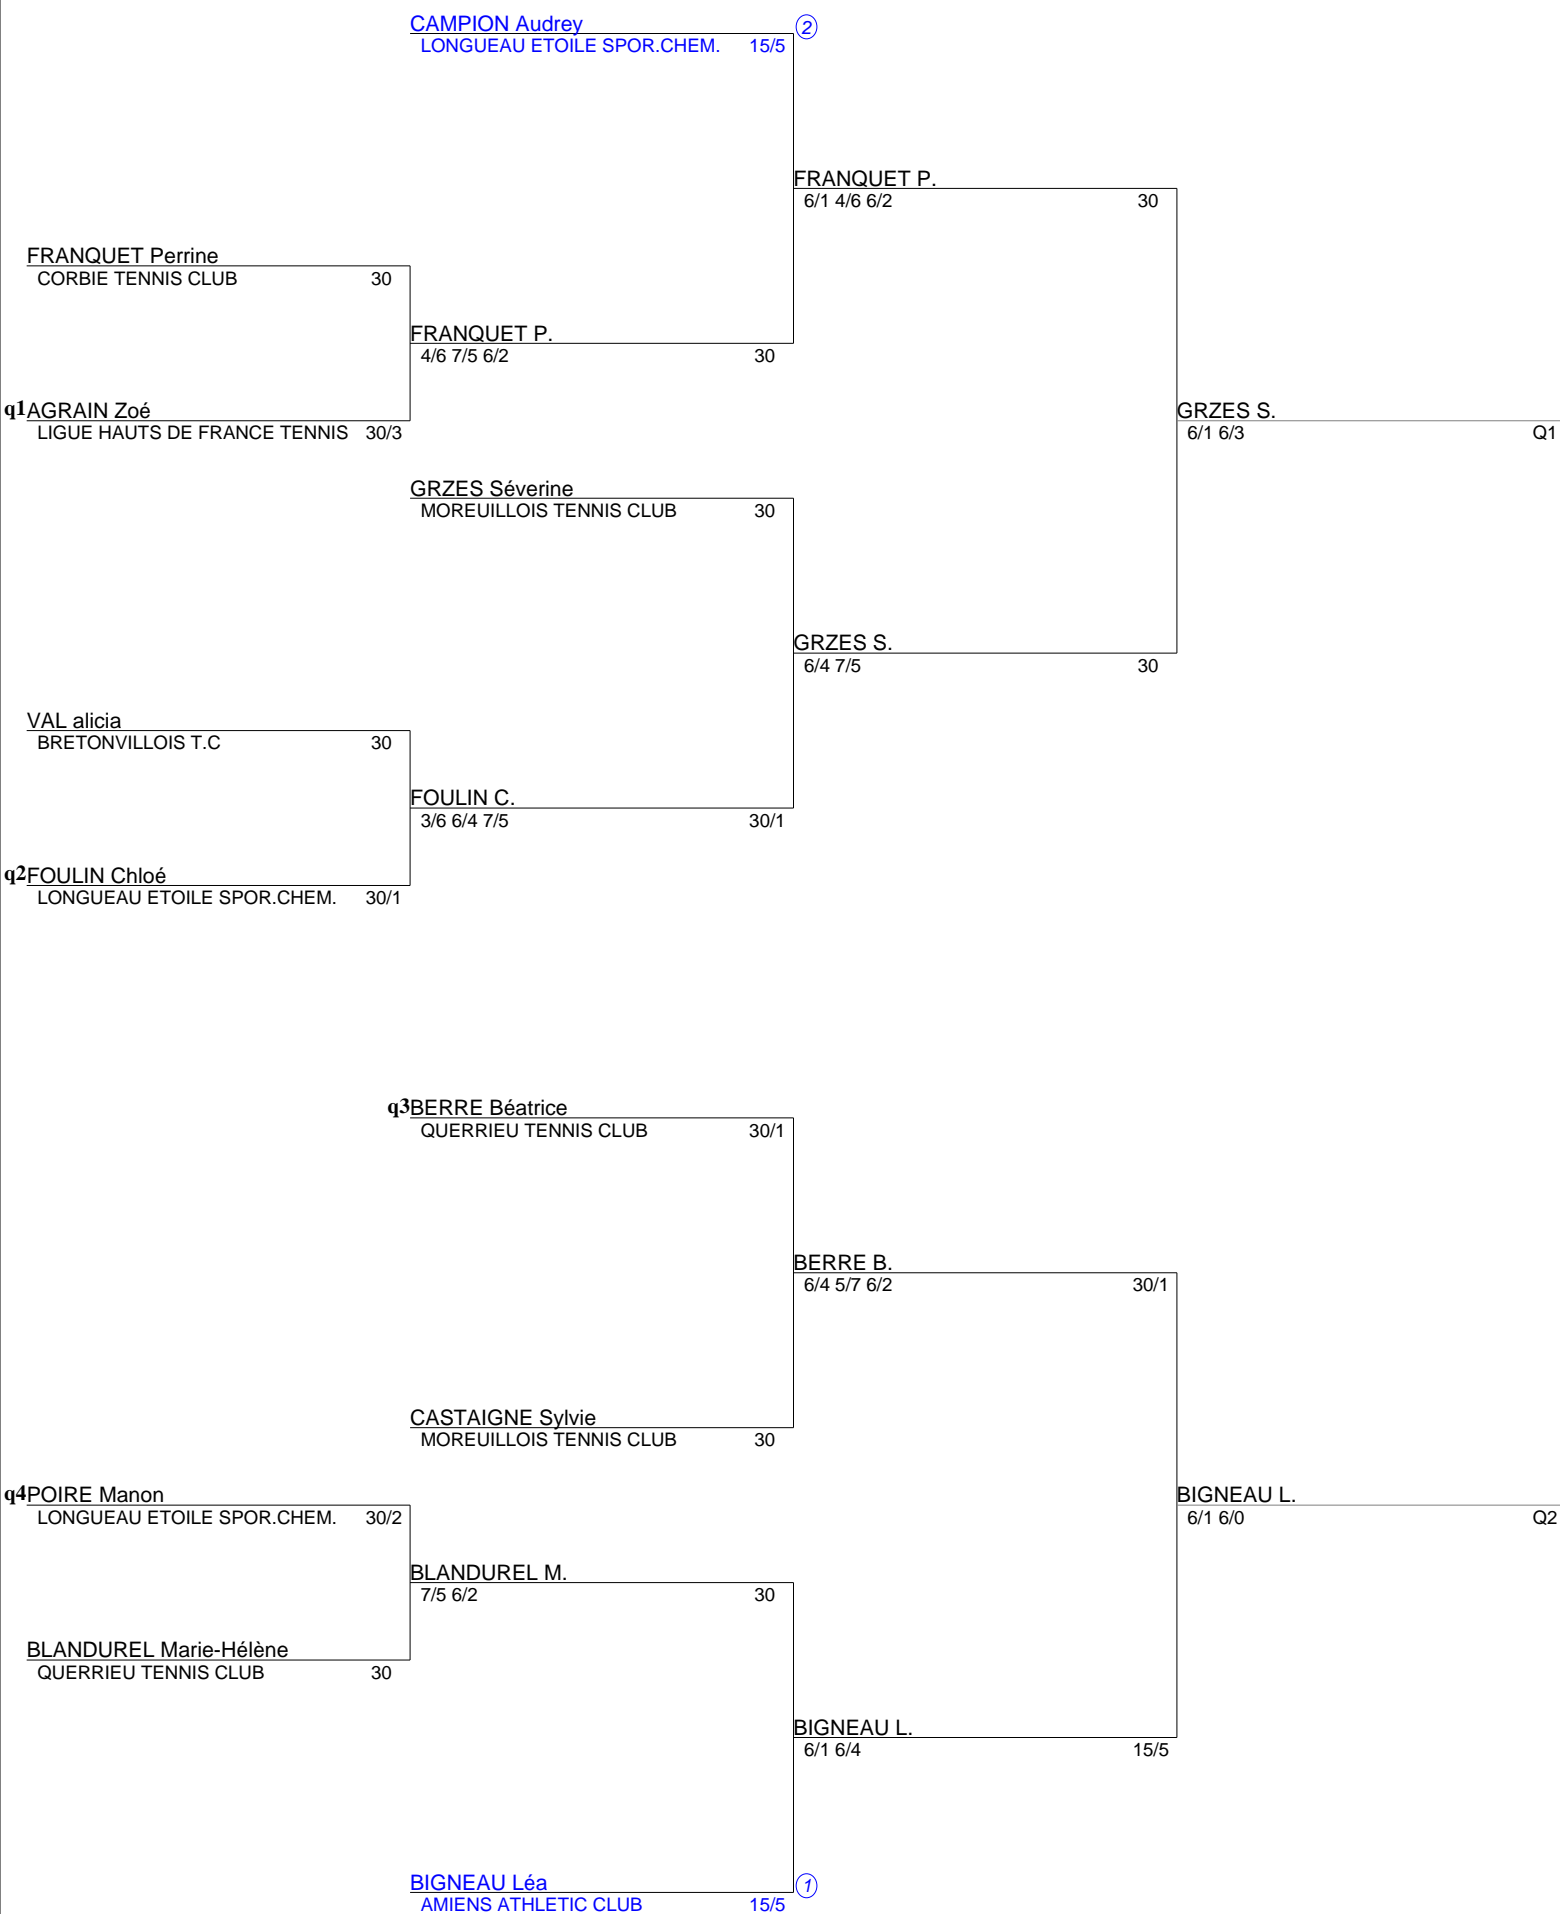 CAMPION Audrey 2
LONGUEAU ETOILE SPOR.CHEM. 15/5
FRANQUET P.
6/1 4/6 6/2 30
FRANQUET Perrine
CORBIE TENNIS CLUB 30
FRANQUET P.
4/6 7/5 6/2 30
q1 AGRAIN Zoé
LIGUE HAUTS DE FRANCE TENNIS 30/3
GRZES S.
6/1 6/3 Q1
GRZES Séverine
MOREUILLOIS TENNIS CLUB 30
GRZES S.
6/4 7/5 30
VAL alicia
BRETONVILLOIS T.C 30
FOULIN C.
3/6 6/4 7/5 30/1
q2 FOULIN Chloé
LONGUEAU ETOILE SPOR.CHEM. 30/1
q3 BERRE Béatrice
QUERRIEU TENNIS CLUB 30/1
BERRE B.
6/4 5/7 6/2 30/1
CASTAIGNE Sylvie
MOREUILLOIS TENNIS CLUB 30
q4 POIRE Manon
LONGUEAU ETOILE SPOR.CHEM. 30/2
BIGNEAU L.
6/1 6/0 Q2
BLANDUREL M.
7/5 6/2 30
BLANDUREL Marie-Hélène
QUERRIEU TENNIS CLUB 30
BIGNEAU L.
6/1 6/4 15/5
BIGNEAU Léa 1
AMIENS ATHLETIC CLUB 15/5